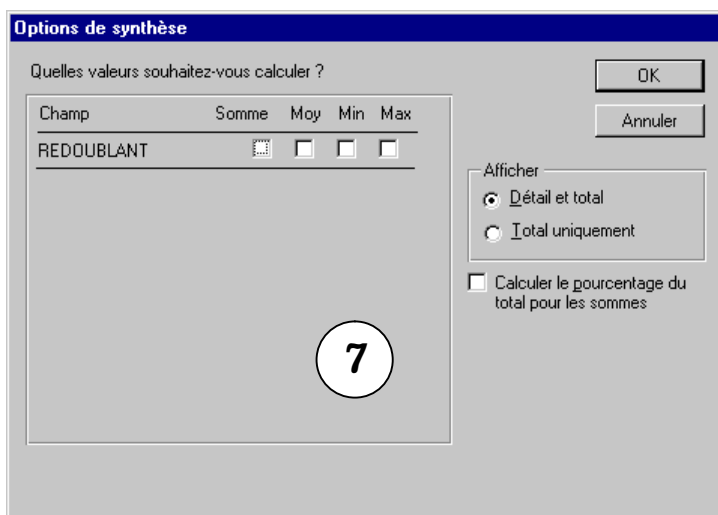 Options de synthèse
Quelles valeurs souhaitez-vous calculer ?
Champ Somme Moy Min Max
REDOUBLANT
7
OK
Annuler
Afficher
Détail et total
Total uniquement
Calculer le pourcentage du
total pour les sommes